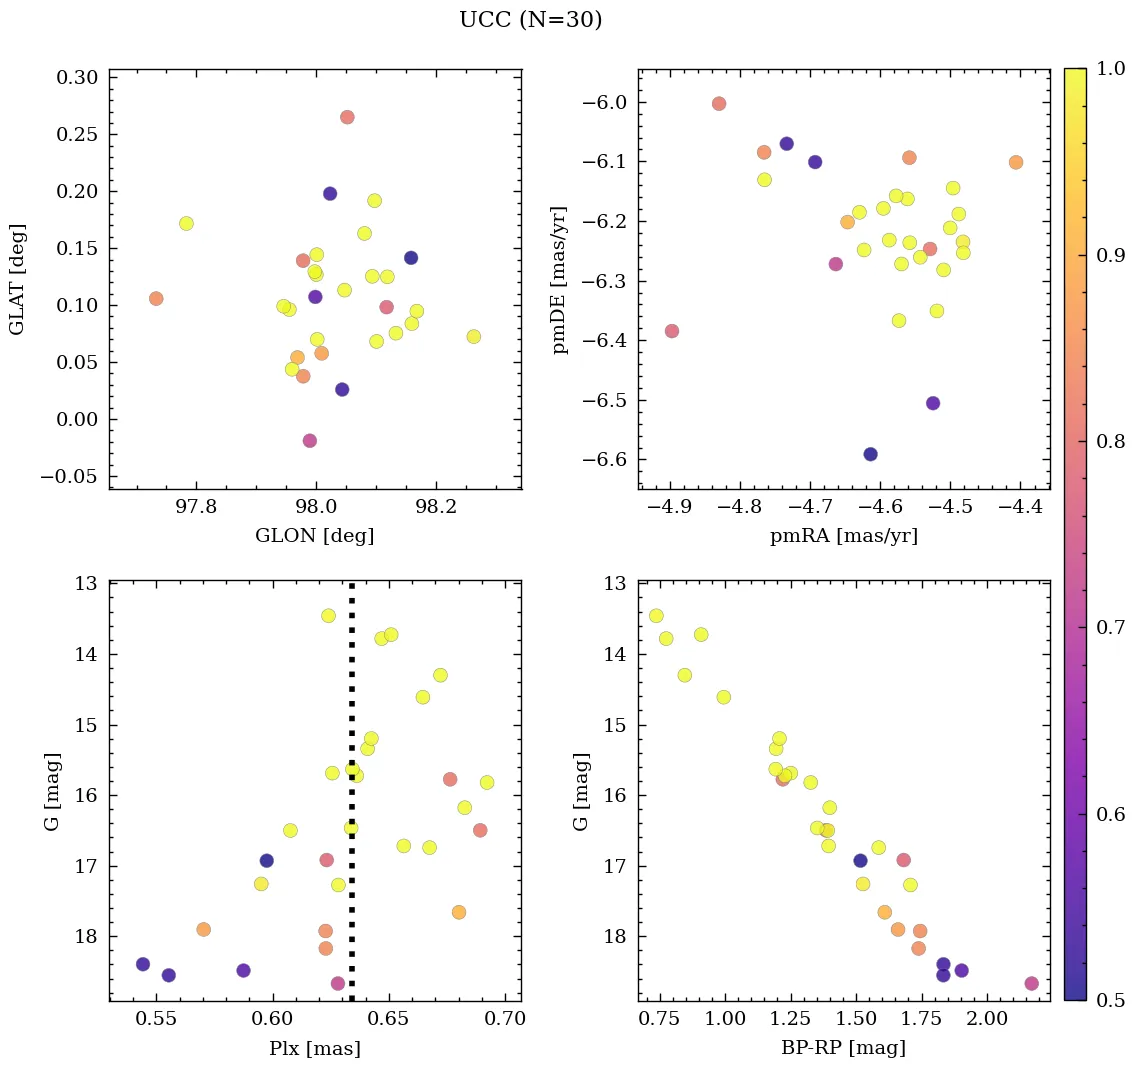 UCC (N=30)
0.30
0.25
0.20
0.15
0.10
0.05
0.00
−0.05
GLAT [deg]
97.8 98.0 98.2
GLON [deg]
−6.0
−6.1
−6.2
−6.3
−6.4
−6.5
−6.6
pmDE [mas/yr]
−4.9 −4.8 −4.7 −4.6 −4.5 −4.4
pmRA [mas/yr]
1.0
0.9
0.8
0.7
0.6
0.5
13
14
15
16
17
18
G [mag]
0.55 0.60 0.65 0.70
Plx [mas]
13
14
15
16
17
18
G [mag]
0.75 1.00 1.25 1.50 1.75 2.00
BP-RP [mag]